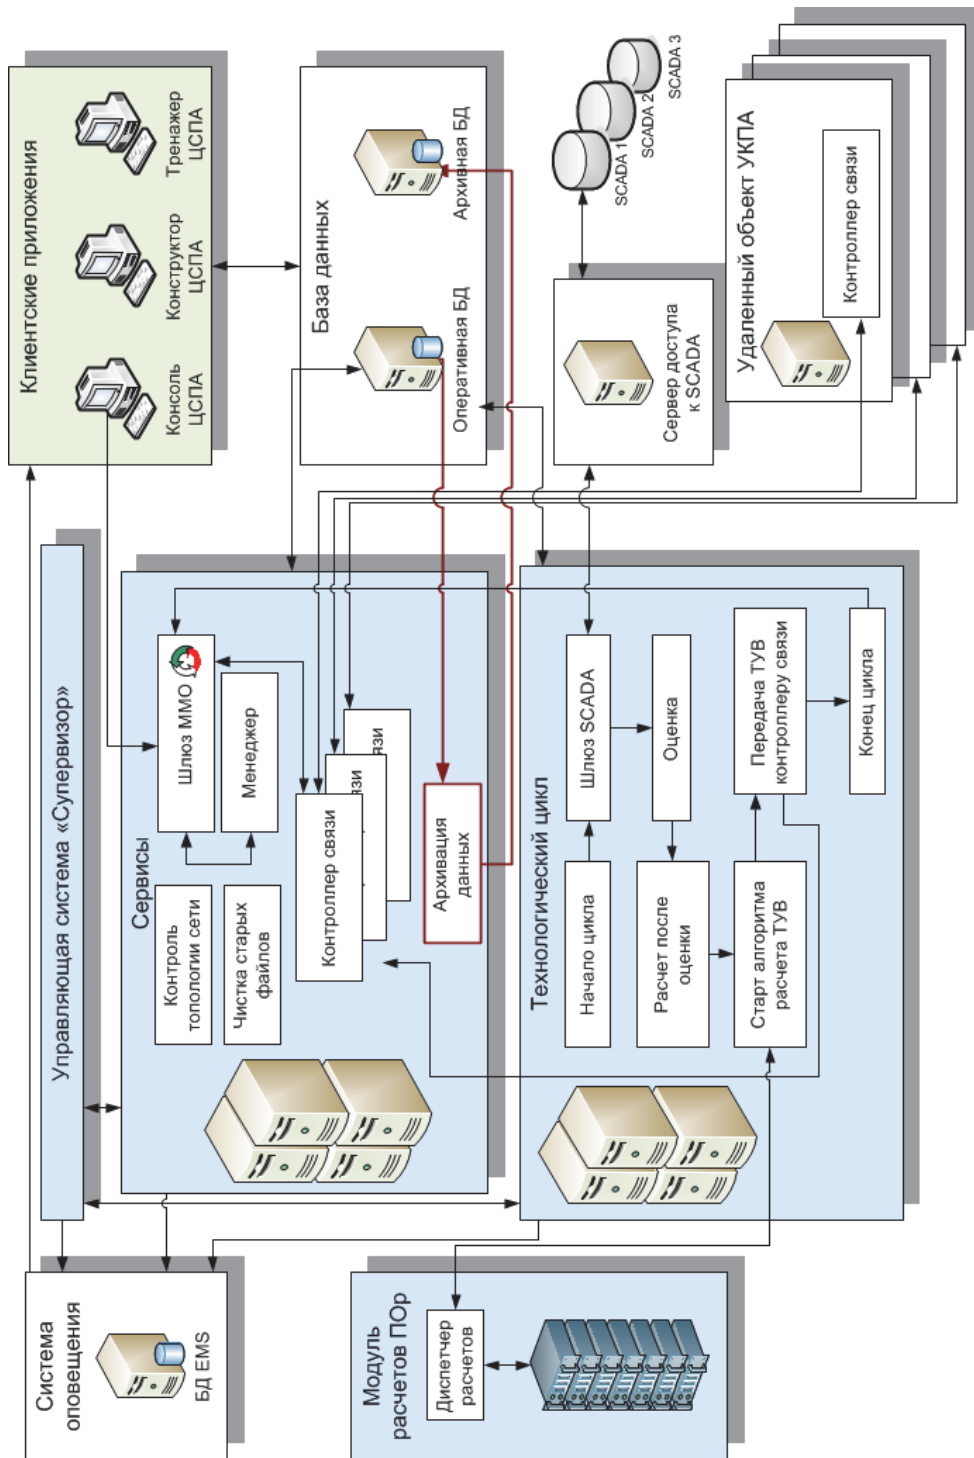 Система
оповещения
БД EMS
Управляющая система «Супервизор»
Клиентские приложения
Консоль
ЦСПА
Конструктор
ЦСПА
Тренажер
ЦСПА
Сервисы
Контроль
топологии сети
Чистка старых
файлов
Шлюз ММО
Менеджер
Контроллер связи
язи
язи
Архивация
данных
База данных
Оперативная БД
Архивная БД
Модуль
расчетов ПОр
Диспетчер
расчетов
Технологический цикл
Начало цикла
Шлюз SCADA
Расчет после
оценки
Оценка
Старт алгоритма
расчета ТУВ
Передача ТУВ
контроллеру связи
Конец цикла
Сервер доступа
к SCADA
SCADA 1
SCADA 2
SCADA 3
Удаленный объект УКПА
Контроллер связи